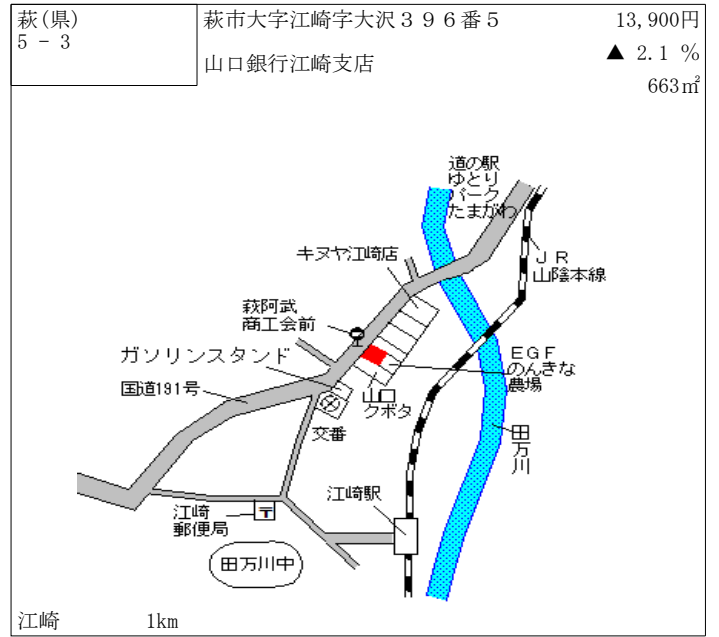 萩(県)
5 - 3
萩市大字江崎字大沢３９６番５
山口銀行江崎支店
13,900円
▲ 2.1 %
663㎡
道の駅
ゆとり
パーク
たまがわ
キヌヤ江崎店
ＪＲ
山陰本線
萩阿武
商工会前
ガソリンスタンド
ＥＧＦ
のんきな
農場
国道191号
山口
クボタ
交番
田万川
江崎駅
江崎
郵便局
〒
田万川中
江崎 1km